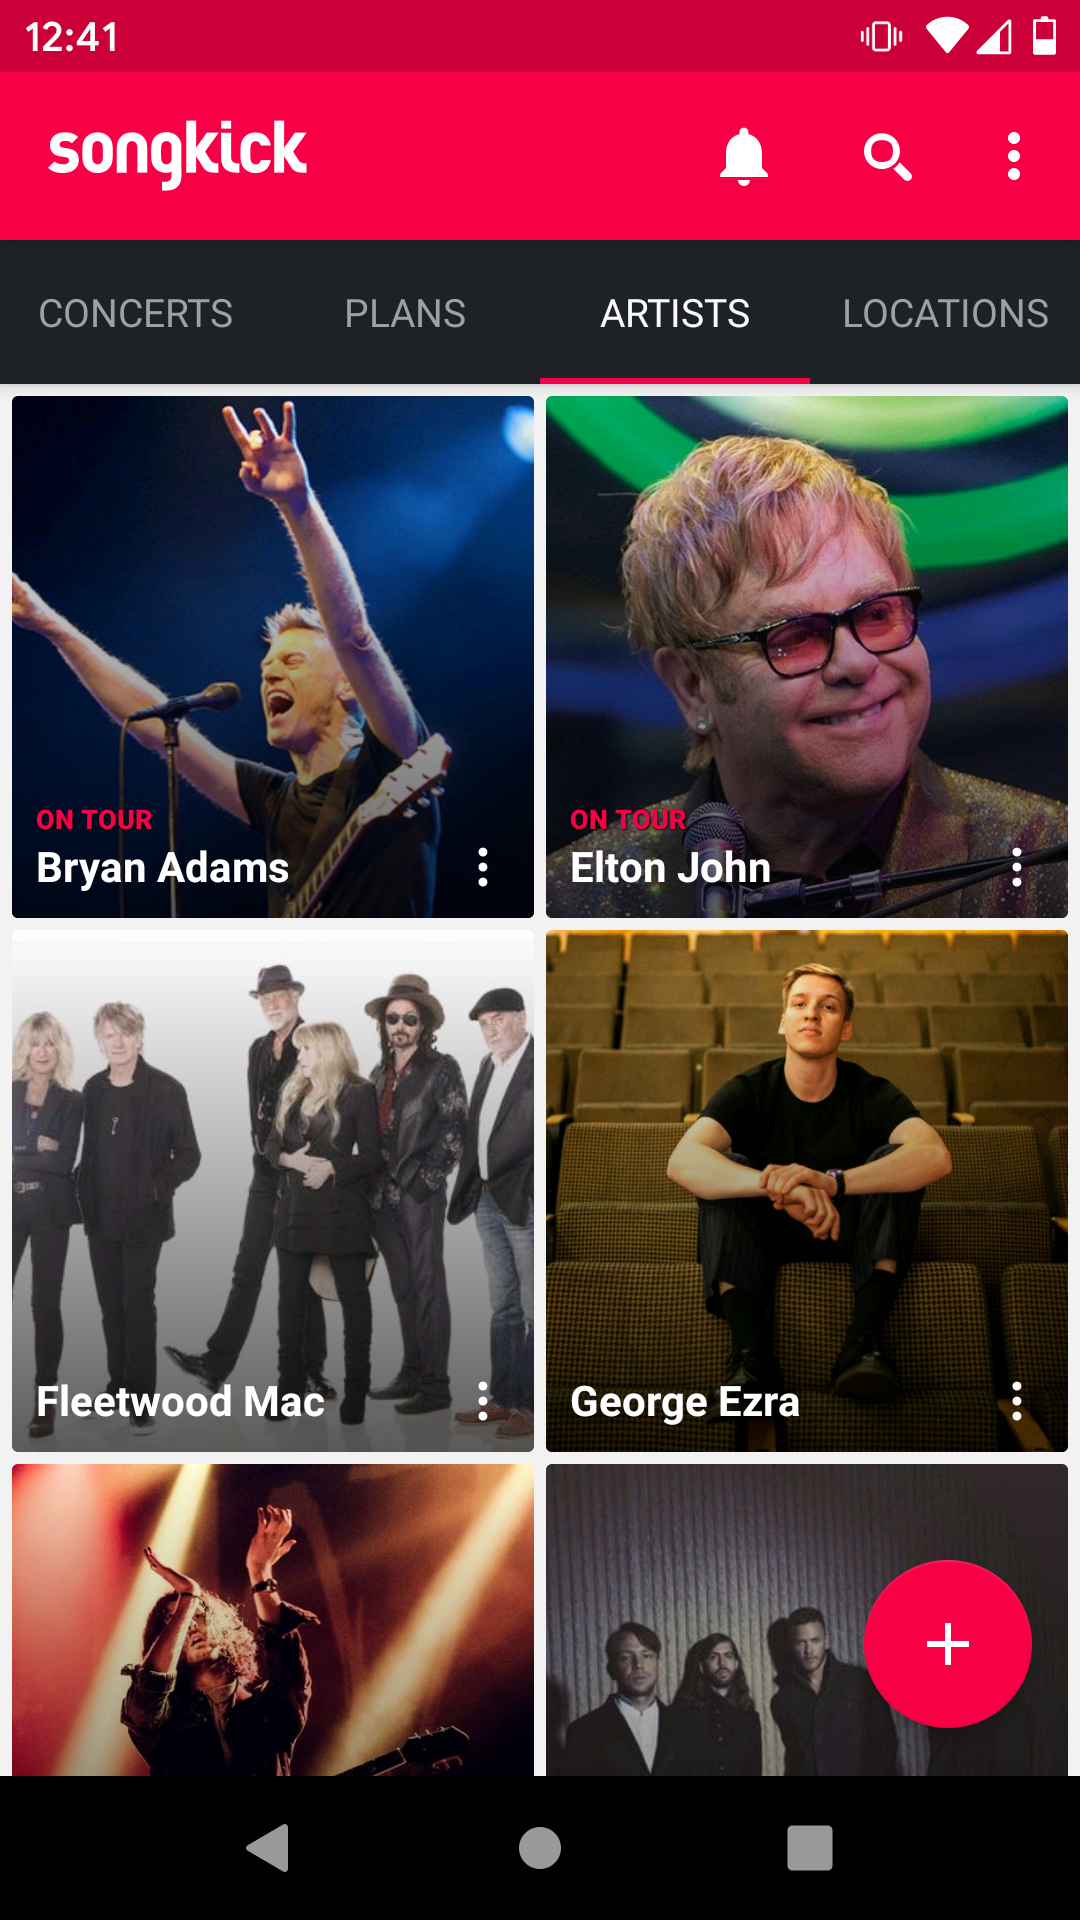 12:41
songkick
CONCERTS PLANS ARTISTS LOCATIONS
ON TOUR
Bryan Adams
ON TOUR
Elton John
Fleetwood Mac
George Ezra